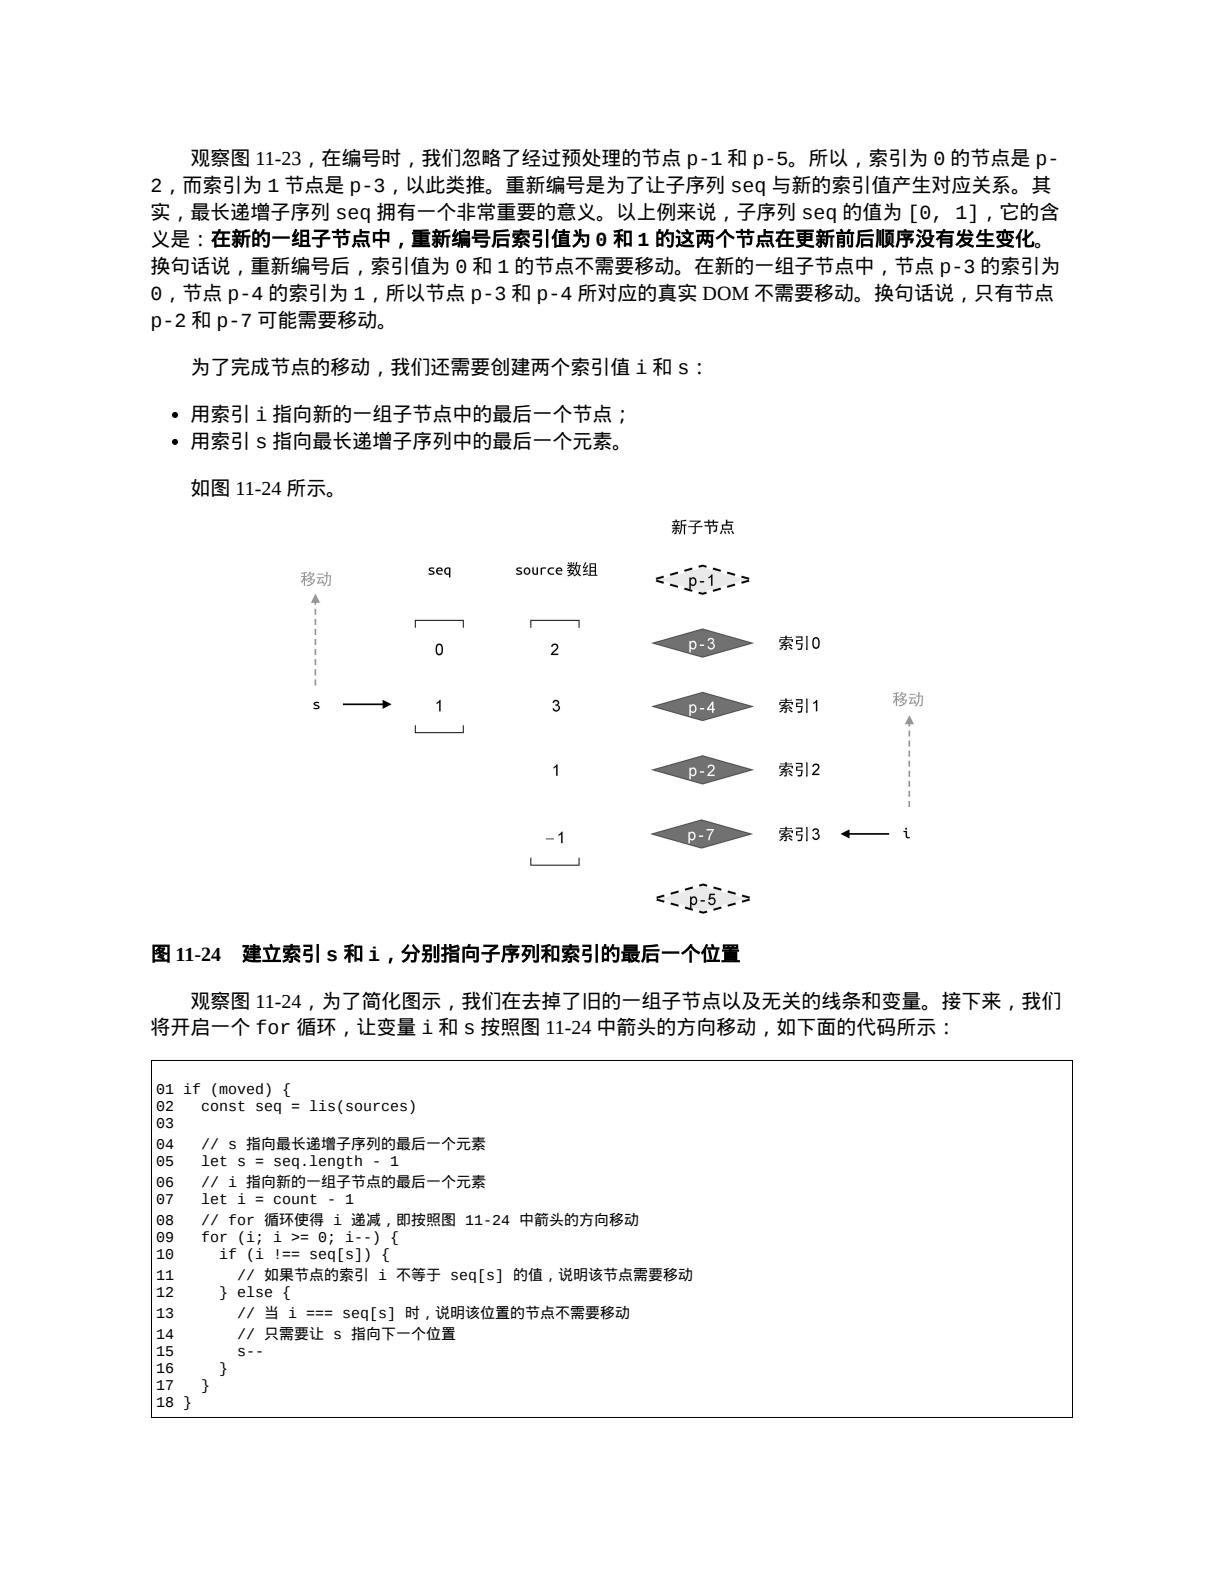 观察图 11-23，在编号时，我们忽略了经过预处理的节点 p-1 和 p-5。所以，索引为 0 的节点是 p-
2，而索引为 1 节点是 p-3，以此类推。重新编号是为了让子序列 seq 与新的索引值产生对应关系。其
实，最长递增子序列 seq 拥有一个非常重要的意义。以上例来说，子序列 seq 的值为 [0, 1]，它的含
义是：在新的一组子节点中，重新编号后索引值为 0 和 1 的这两个节点在更新前后顺序没有发生变化。
换句话说，重新编号后，索引值为 0 和 1 的节点不需要移动。在新的一组子节点中，节点 p-3 的索引为
0，节点 p-4 的索引为 1，所以节点 p-3 和 p-4 所对应的真实 DOM 不需要移动。换句话说，只有节点
p-2 和 p-7 可能需要移动。
为了完成节点的移动，我们还需要创建两个索引值 i 和 s：
• 用索引 i 指向新的一组子节点中的最后一个节点；
• 用索引 s 指向最长递增子序列中的最后一个元素。
如图 11-24 所示。
新子节点
移动 seq source 数组 p-1
0 2 p-3 索引0
s 1 3 p-4 索引1 移动
1 p-2 索引2
－1 p-7 索引3 i
p-5
图 11-24 建立索引 s 和 i，分别指向子序列和索引的最后一个位置
观察图 11-24，为了简化图示，我们在去掉了旧的一组子节点以及无关的线条和变量。接下来，我们
将开启一个 for 循环，让变量 i 和 s 按照图 11-24 中箭头的方向移动，如下面的代码所示：
01 if (moved) {
02   const seq = lis(sources)
03
04   // s 指向最长递增子序列的最后一个元素
05   let s = seq.length - 1
06   // i 指向新的一组子节点的最后一个元素
07   let i = count - 1
08   // for 循环使得 i 递减，即按照图 11-24 中箭头的方向移动
09   for (i; i >= 0; i--) {
10     if (i !== seq[s]) {
11       // 如果节点的索引 i 不等于 seq[s] 的值，说明该节点需要移动
12     } else {
13       // 当 i === seq[s] 时，说明该位置的节点不需要移动
14       // 只需要让 s 指向下一个位置
15       s--
16     }
17   }
18 }